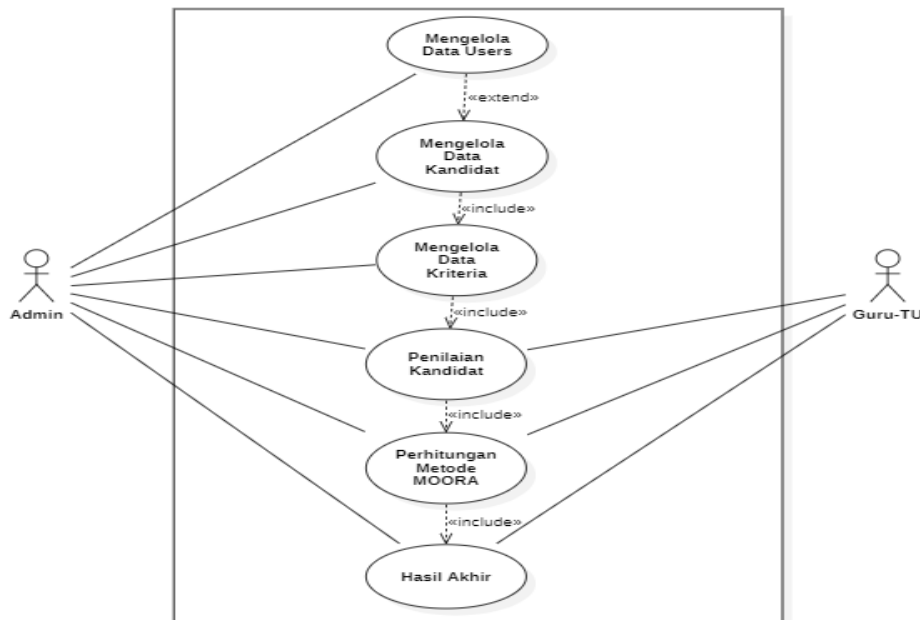 Mengelola
Data Users
«extend»
Mengelola
Data
Kandidat
«include»
Mengelola
Data
Kriteria
«include»
Admin
Guru-TU
Penilaian
Kandidat
«include»
Perhitungan
Metode
MOORA
«include»
Hasil Akhir